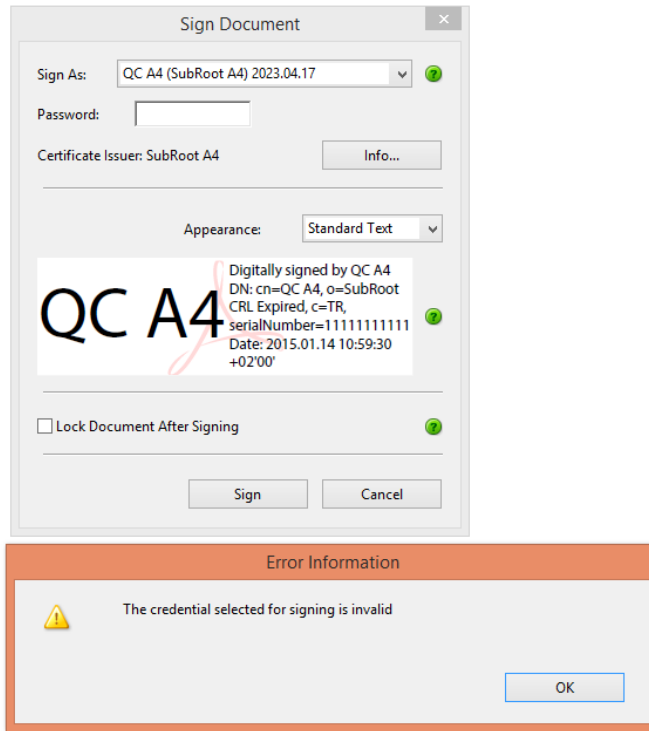 Sign Document
Sign As: QC A4 (SubRoot A4) 2023.04.17
Password:
Certificate Issuer: SubRoot A4 Info...
Appearance: Standard Text
QC A4
Digitally signed by QC A4
DN: cn=QC A4, o=SubRoot
CRL Expired, c=TR,
serialNumber=11111111111
Date: 2015.01.14 10:59:30
+02'00'
Lock Document After Signing
Sign Cancel
Error Information
The credential selected for signing is invalid
OK